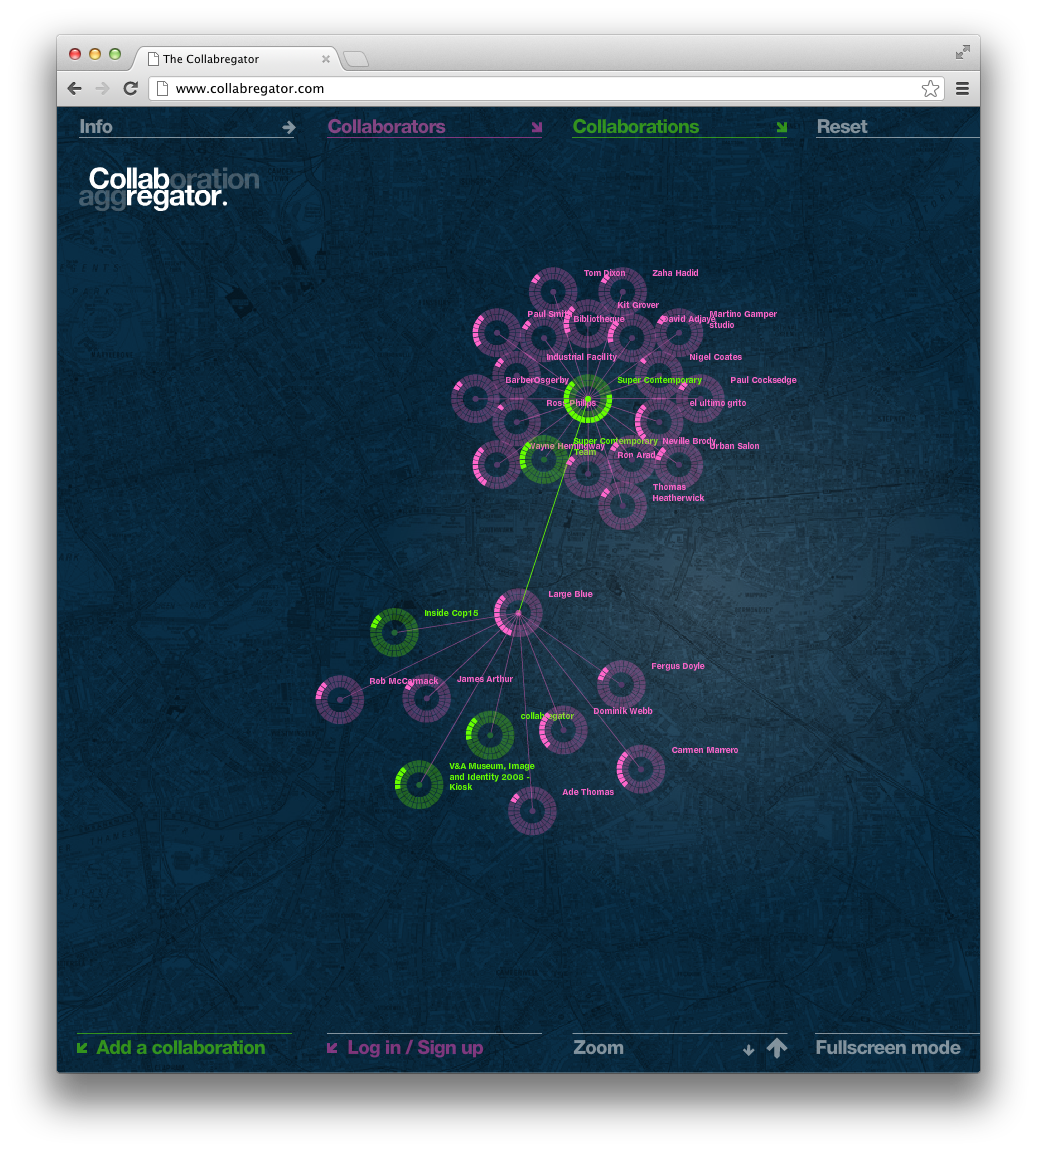 The Collabregator
www.collabregator.com
Info
Collaborators
Collaborations
Reset
Collaboration
aggregator.
Tom Dixon
Zaha Hadid
Kit Grover
Paul Smith
Bibliotheque
David Adjaye
Martino Gamper
studio
Industrial Facility
Nigel Coates
BarberOsgerby
Super Contemporary
Paul Cocksedge
Ross Philips
el ultimo grito
Wayne Hemingway
Super Contemporary
Team
Neville Brody
Ron Arad
Urban Salon
Thomas
Heatherwick
Large Blue
Inside Cop15
Fergus Doyle
Rob McCormack
James Arthur
Dominik Webb
collabregator
Carmen Marrero
V&A Museum, Image
and Identity 2008 -
Kiosk
Ade Thomas
Add a collaboration
Log in / Sign up
Zoom
Fullscreen mode